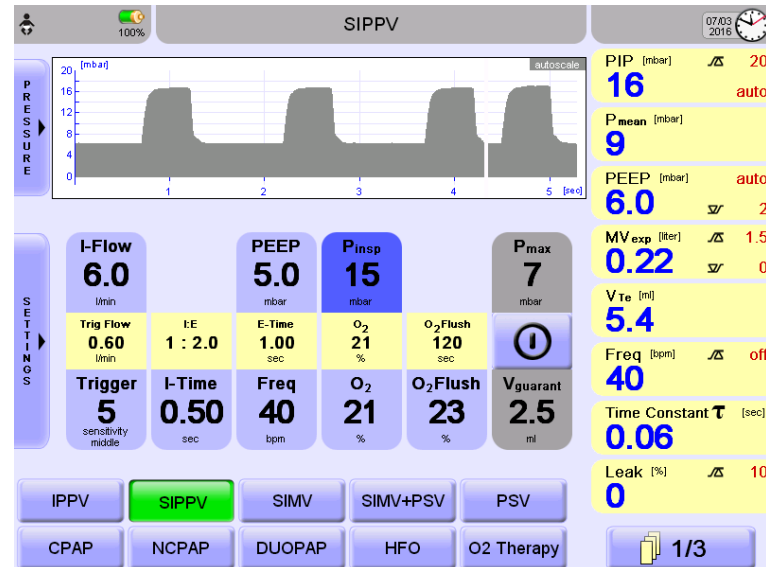 100%
SIPPV
07/03
2016
PRESSURE
[mbar]
autoscale
20
16
12
8
4
0
1 2 3 4 5 [sec]
SETTINGS
I-Flow
6.0
l/min
PEEP
5.0
mbar
Pinsp
15
mbar
Pmax
7
mbar
Trig Flow
0.60
l/min
I:E
1 : 2.0
E-Time
1.00
sec
O2
21
%
O2Flush
120
sec
Trigger
5
sensitivity
middle
I-Time
0.50
sec
Freq
40
bpm
O2
21
%
O2Flush
23
%
Vguarant
2.5
ml
IPPV SIPPV SIMV SIMV+PSV PSV
CPAP NCPAP DUOPAP HFO O2 Therapy
PIP [mbar] 20
16 auto
Pmean [mbar]
9
PEEP [mbar] auto
6.0 2
MVexp [liter] 1.5
0.22 0
VTe [ml]
5.4
Freq [bpm] off
40
Time Constant τ [sec]
0.06
Leak [%] 10
0
1/3